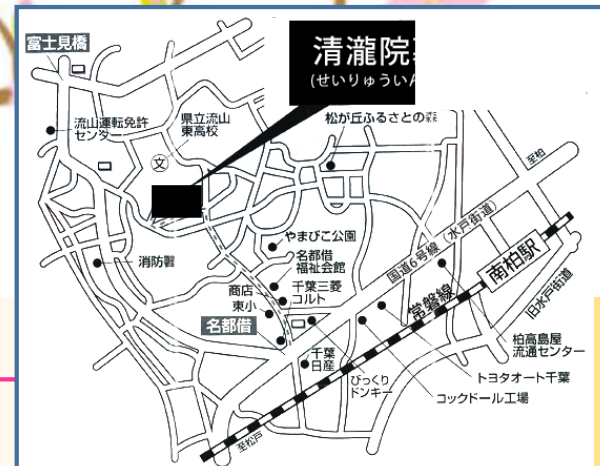 富士見橋
清瀧院
(せいりゅういん
流山運転免許
センター
県立流山
東高校
文
松が丘ふるさとの
至柏
やまびこ公園
国道6号線 (水戸街道)
名都借
福祉会館
消防署
南柏駅
千葉三菱
コルト
商店
東小
常磐線
旧水戸街道
名都借
千葉
日産
びっくり
ドンキー
柏高島屋
流通センター
トヨタオート千葉
コックドール工場
至松戸